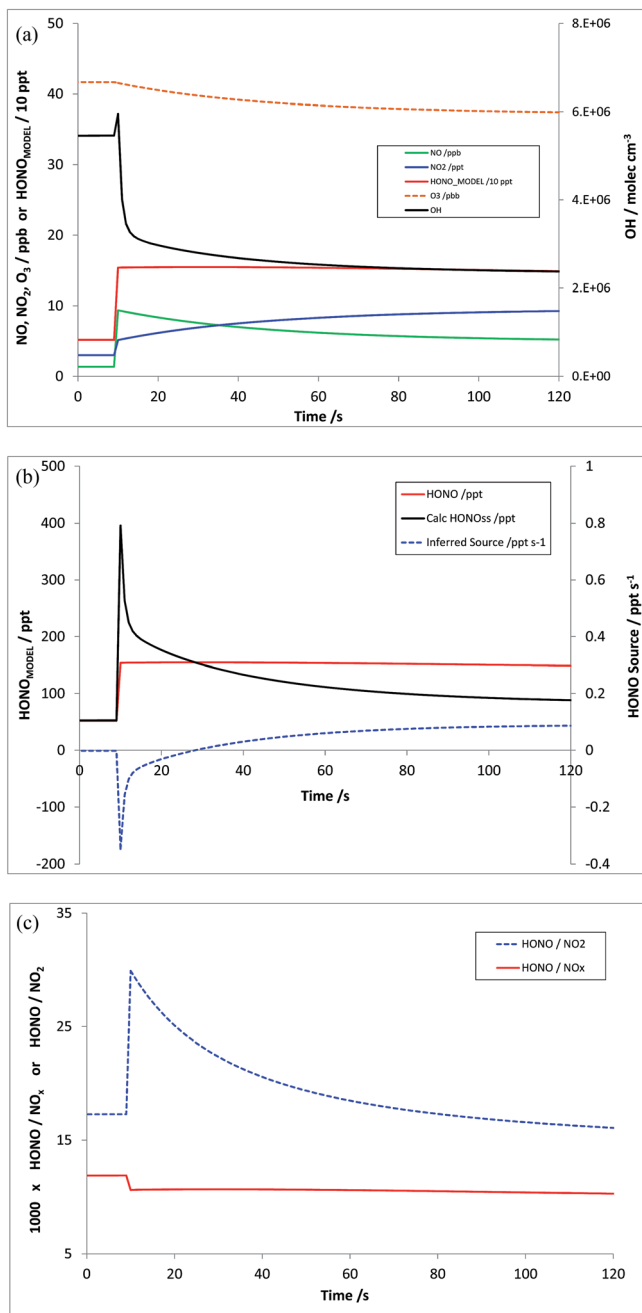 (a)
50
45
40
35
30
25
20
15
10
5
0
8.E+06
6.E+06
4.E+06
2.E+06
0.E+00
NO, NO2, O3 / ppb or HONOMODEL / 10 ppt
OH / molec cm-3
NO /ppb
NO2 /ppt
HONO_MODEL /10 ppt
O3 /pbb
OH
0 20 40 60 80 100 120
Time /s
(b)
500
400
300
200
100
0
-100
-200
1
0.8
0.6
0.4
0.2
0
-0.2
-0.4
HONOMODEL / ppt
HONO Source / ppt s-1
HONO /ppt
Calc HONOss /ppt
Inferred Source /ppt s-1
0 20 40 60 80 100 120
Time /s
(c)
35
25
15
5
1000 x HONO / NOx or HONO / NO2
HONO / NO2
HONO / NOx
0 20 40 60 80 100 120
Time /s